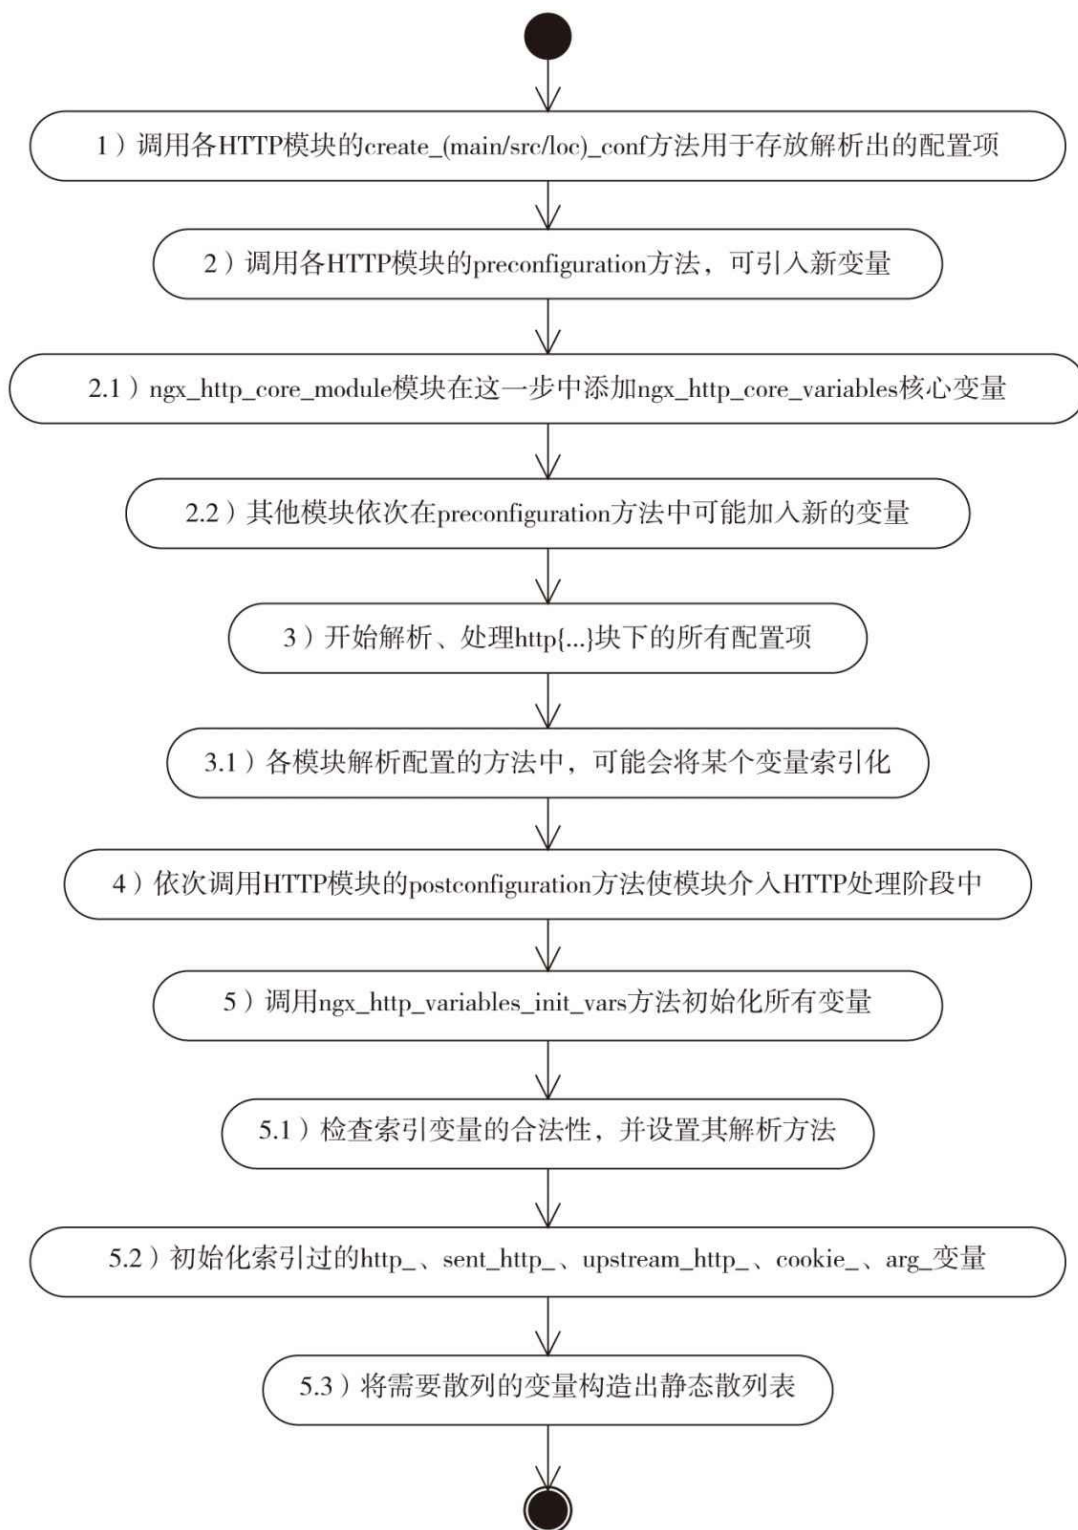 1）调用各HTTP模块的create_(main/src/loc)_conf方法用于存放解析出的配置项
2）调用各HTTP模块的preconfiguration方法，可引入新变量
2.1）ngx_http_core_module模块在这一步中添加ngx_http_core_variables核心变量
2.2）其他模块依次在preconfiguration方法中可能加入新的变量
3）开始解析、处理http{...}块下的所有配置项
3.1）各模块解析配置的方法中，可能会将某个变量索引化
4）依次调用HTTP模块的postconfiguration方法使模块介入HTTP处理阶段中
5）调用ngx_http_variables_init_vars方法初始化所有变量
5.1）检查索引变量的合法性，并设置其解析方法
5.2）初始化索引过的http_、sent_http_、upstream_http_、cookie_、arg_变量
5.3）将需要散列的变量构造出静态散列表